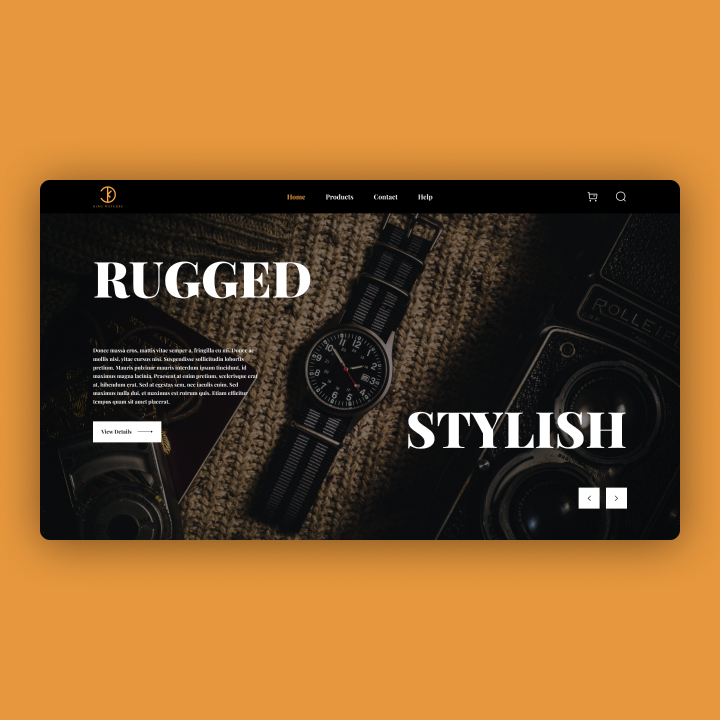 KING WATCHES
Home
Products
Contact
Help
RUGGED
ROLLEI
Donec massa eros, mattis vitae semper a, fringilla eu mi. Donec ac
mollis nisi, vitae cursus nisi. Suspendisse sollicitudin lobortis
pretium. Mauris pulvinar mauris interdum ipsum tincidunt, id
maximus magna lacinia. Praesent at enim pretium, scelerisque erat
at, bibendum erat. Sed at egestas sem, nec iaculis enim. Sed
maximus nulla dui, et maximus est rutrum quis. Etiam efficitur
tempus quam sit amet placerat.
View Details
STYLISH